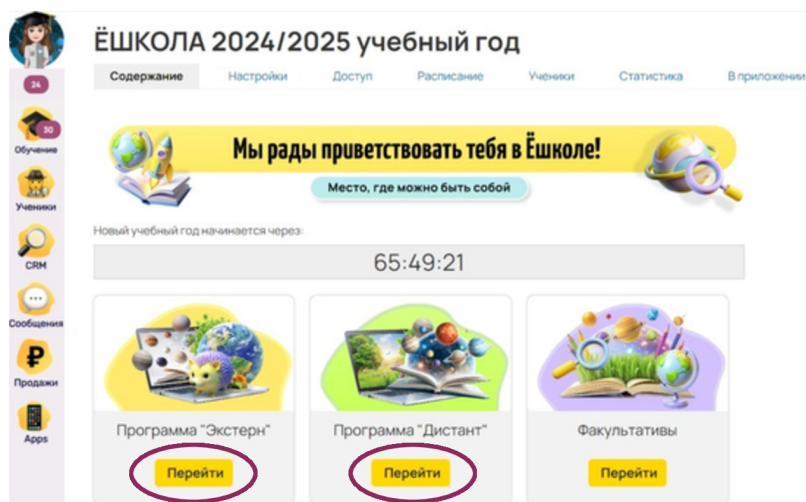 ЁШКОЛА 2024/2025 учебный год
Содержание Настройки Доступ Расписание Ученики Статистика В приложении
24
30
Обучение
Ученики
CRM
Сообщения
₽
Продажи
Apps
Мы рады приветствовать тебя в Ёшколе!
Место, где можно быть собой
Новый учебный год начинается через:
65:49:21
Программа "Экстерн"
Перейти
Программа "Дистант"
Перейти
Факультативы
Перейти